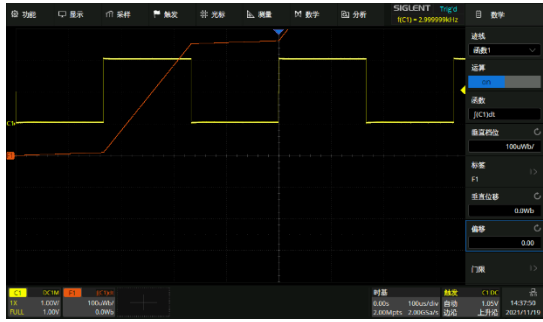 功能 显示 采样 触发 光标 测量 数学 分析 SIGLENT Trig'd 数学
f(C1) = 2.999999kHz
迹线
函数1
运算
on
函数
∫(C1)dt
垂直档位
100uWb/
标签
F1
垂直位移
0.0Wb
偏移
0.00
门限
C1
F1
C1 DC1M F1 时基 触发 C1 DC
1X 1.00V/ 100uWb/ 0.00s 100us/div 自动 1.05V 14:37:50
FULL 1.00V 0.0Wb 2.00Mpts 2.00GSa/s 边沿 上升沿 2021/11/19